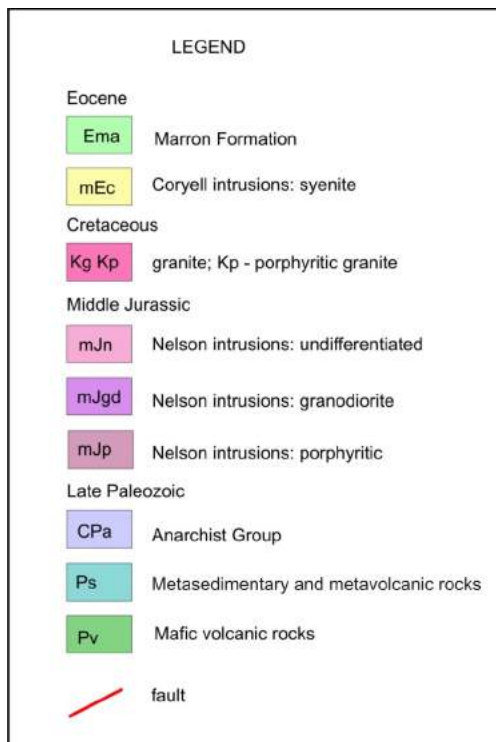 LEGEND
Eocene
Ema Marron Formation
mEc Coryell intrusions: syenite
Cretaceous
Kg Kp granite; Kp - porphyritic granite
Middle Jurassic
mJn Nelson intrusions: undifferentiated
mJgd Nelson intrusions: granodiorite
mJp Nelson intrusions: porphyritic
Late Paleozoic
CPa Anarchist Group
Ps Metasedimentary and metavolcanic rocks
Pv Mafic volcanic rocks
fault